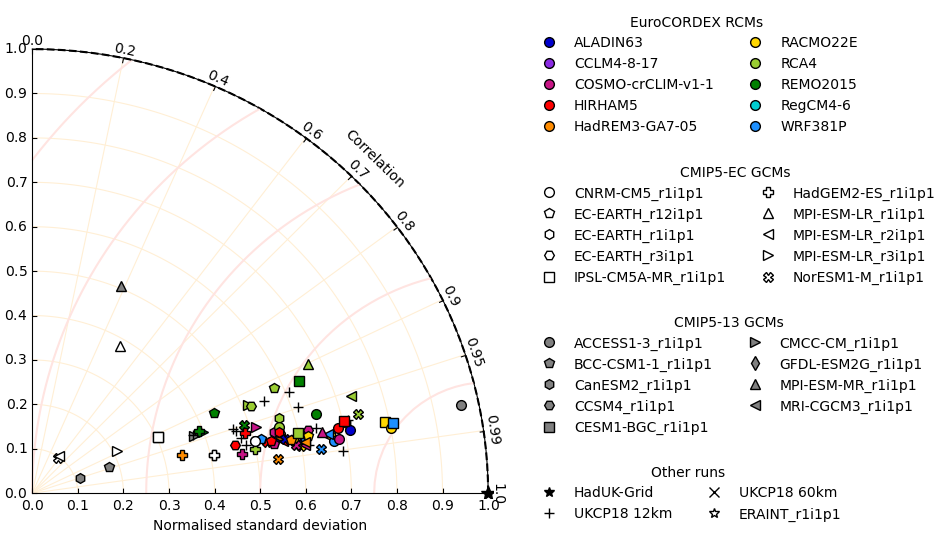 EuroCORDEX RCMs
ALADIN63
CCLM4-8-17
COSMO-crCLIM-v1-1
HIRHAM5
HadREM3-GA7-05
RACMO22E
RCA4
REMO2015
RegCM4-6
WRF381P
CMIP5-EC GCMs
CNRM-CM5_r1i1p1
EC-EARTH_r12i1p1
EC-EARTH_r1i1p1
EC-EARTH_r3i1p1
IPSL-CM5A-MR_r1i1p1
HadGEM2-ES_r1i1p1
MPI-ESM-LR_r1i1p1
MPI-ESM-LR_r2i1p1
MPI-ESM-LR_r3i1p1
NorESM1-M_r1i1p1
CMIP5-13 GCMs
ACCESS1-3_r1i1p1
BCC-CSM1-1_r1i1p1
CanESM2_r1i1p1
CCSM4_r1i1p1
CESM1-BGC_r1i1p1
CMCC-CM_r1i1p1
GFDL-ESM2G_r1i1p1
MPI-ESM-MR_r1i1p1
MRI-CGCM3_r1i1p1
Other runs
HadUK-Grid
UKCP18 12km
UKCP18 60km
ERAINT_r1i1p1
1.0
0.9
0.8
0.7
0.6
0.5
0.4
0.3
0.2
0.1
0.0
0.0
0.2
0.4
0.6
0.7
0.8
0.9
0.95
0.99
1.0
Correlation
0.0
0.1
0.2
0.3
0.4
0.5
0.6
0.7
0.8
0.9
1.0
Normalised standard deviation